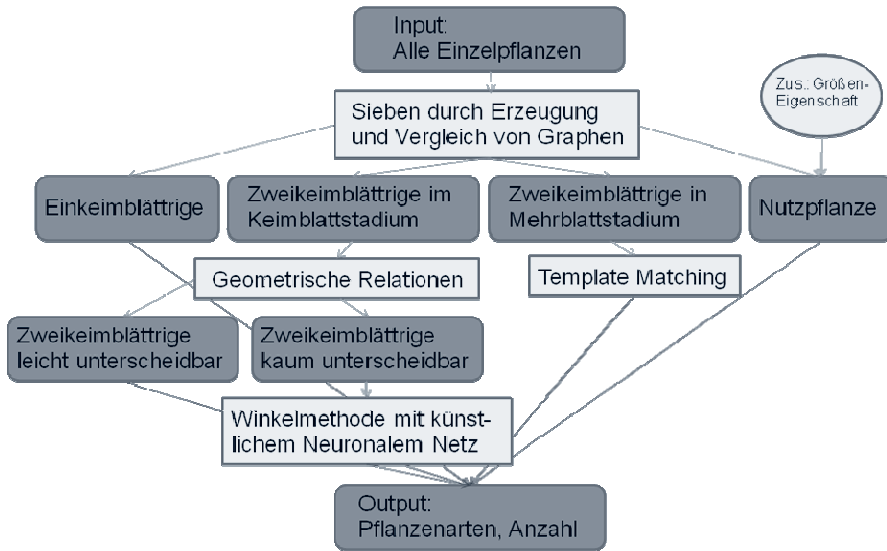 Input:
Alle Einzelpflanzen
Zus.: Größen-
Eigenschaft
Sieben durch Erzeugung
und Vergleich von Graphen
Einkeimblättrige
Zweikeimblättrige im
Keimblattstadium
Zweikeimblättrige in
Mehrblattstadium
Nutzpflanze
Geometrische Relationen
Template Matching
Zweikeimblättrige
leicht unterscheidbar
Zweikeimblättrige
kaum unterscheidbar
Winkelmethode mit künst-
lichem Neuronalem Netz
Output:
Pflanzenarten, Anzahl